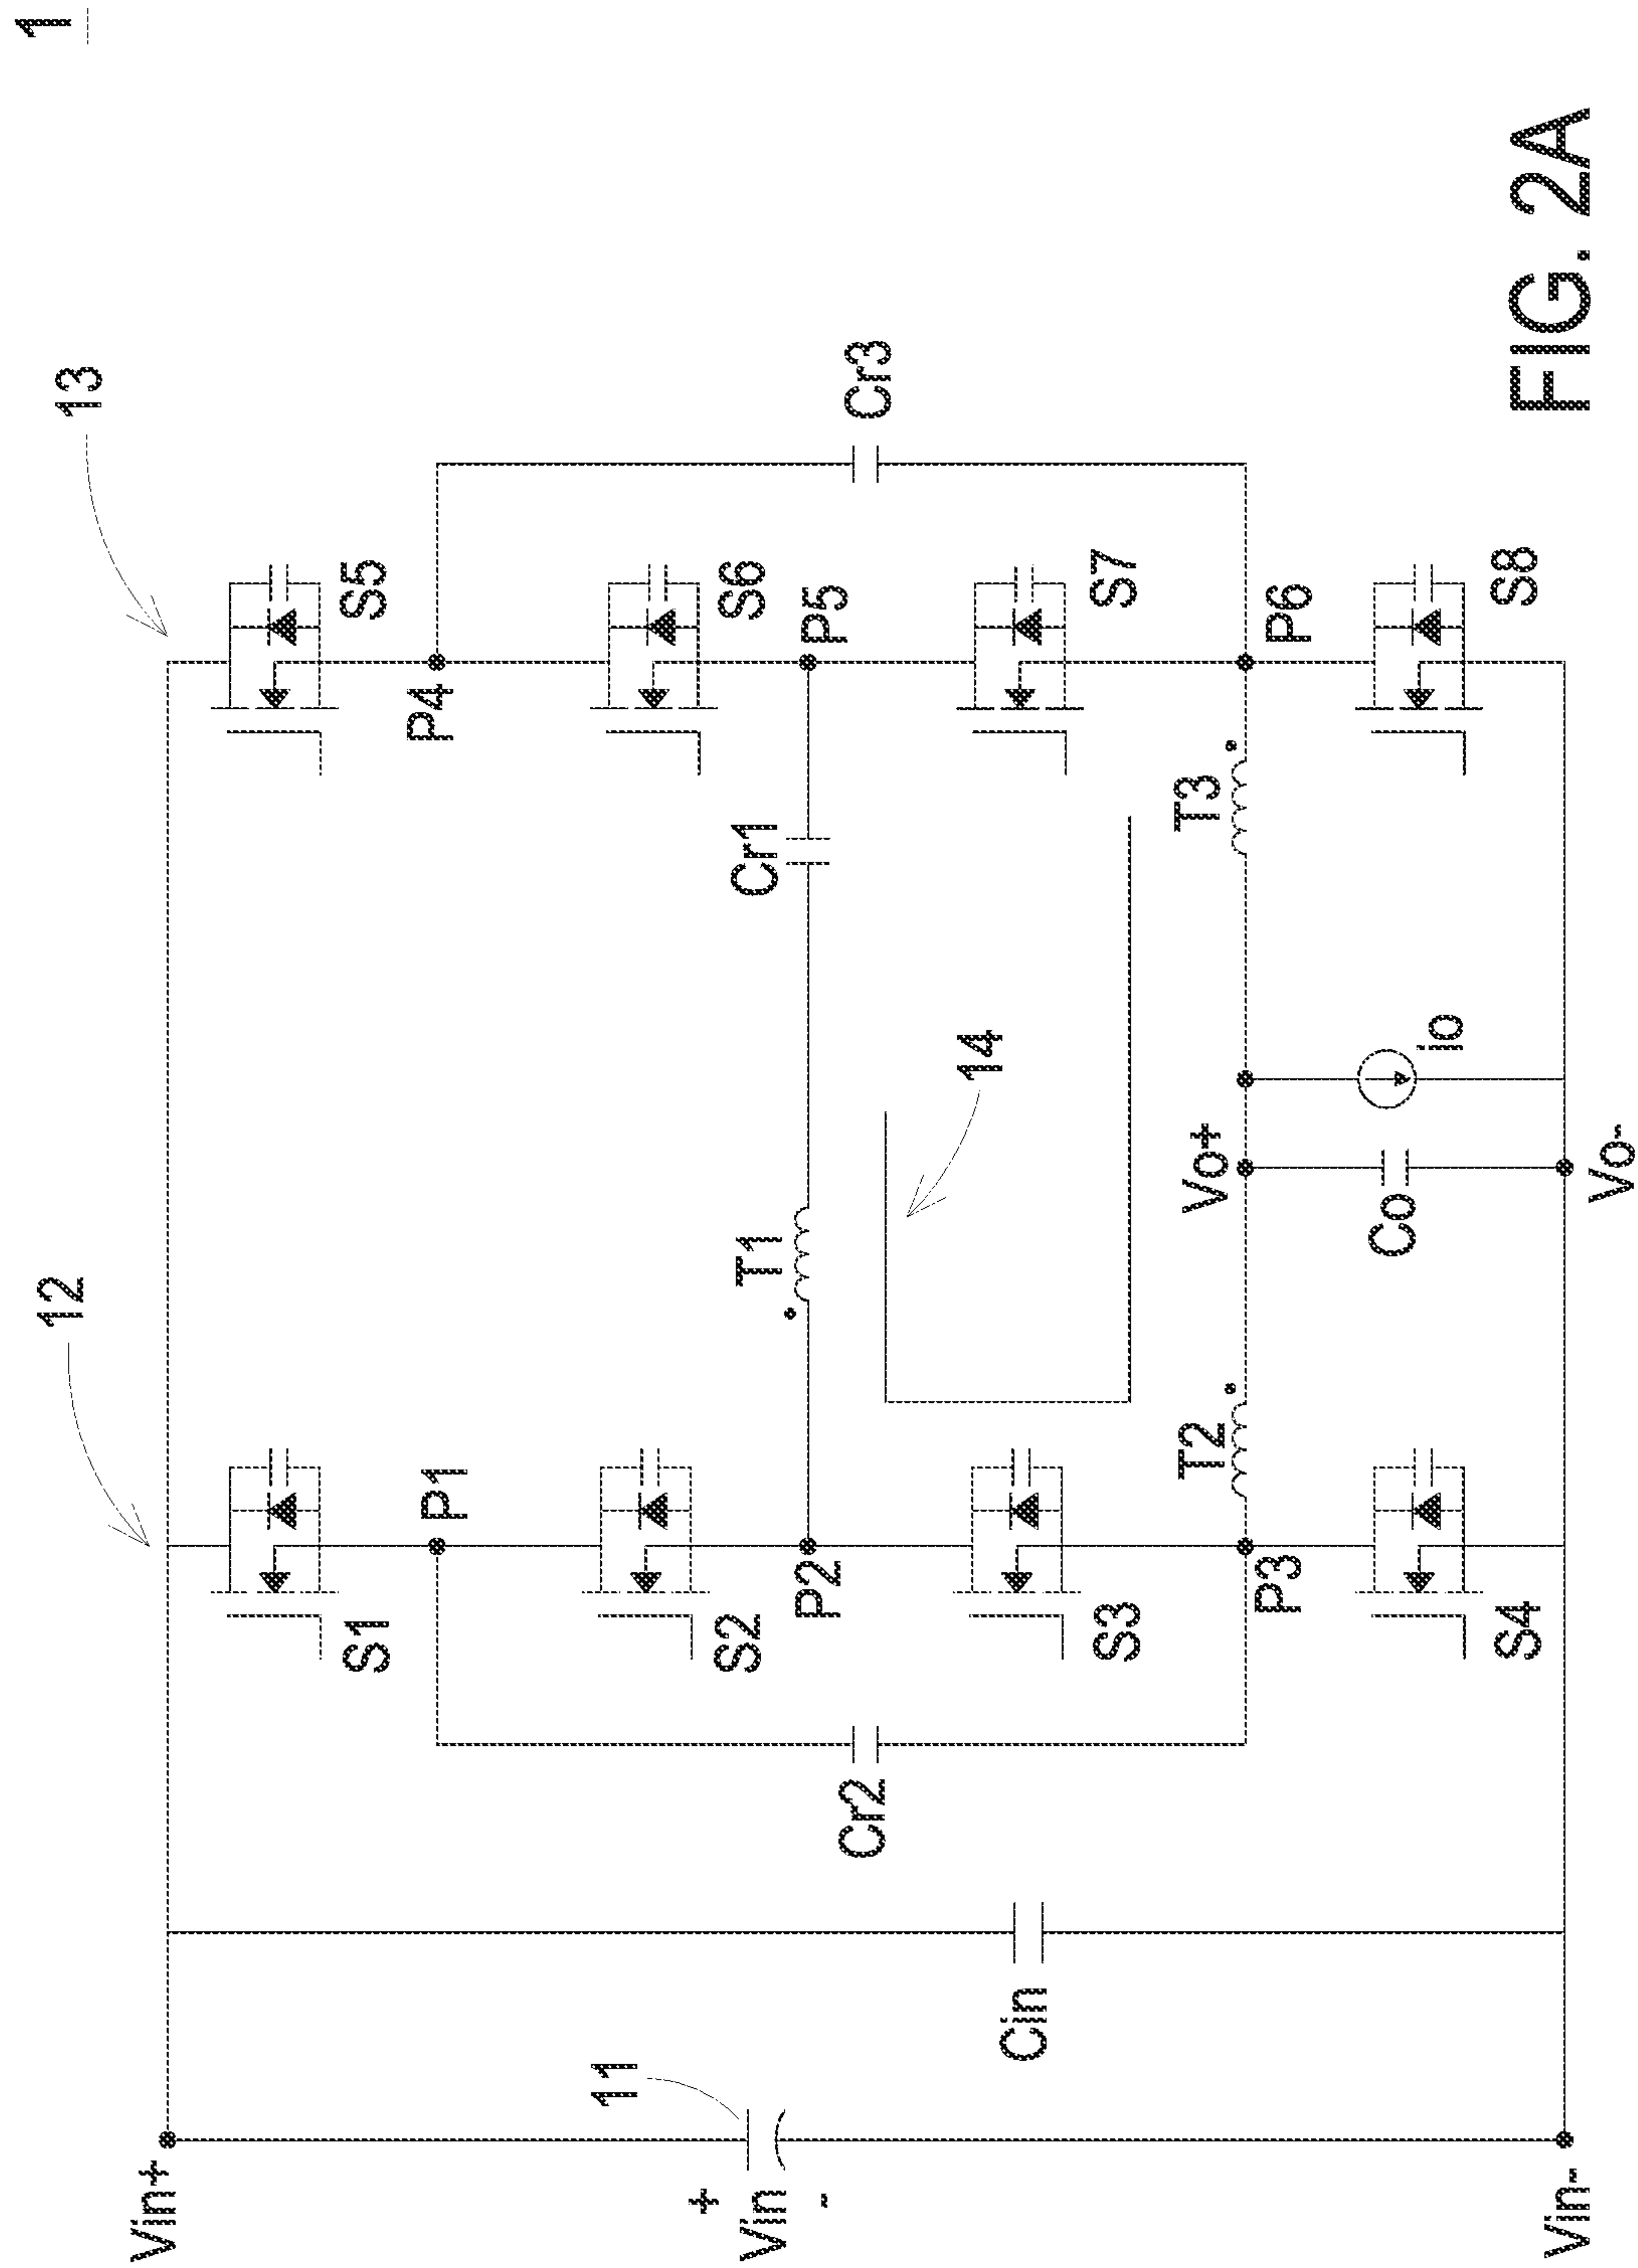 1
12
13
Vin+
S1
S5
P1
P4
11
+
Vin
-
S2
S6
T1
Cr1
P2
P5
Cr2
Cr3
14
Cin
S3
S7
T2
Vo+
T3
P3
P6
Co
io
S4
S8
Vin-
Vo-
FIG. 2A